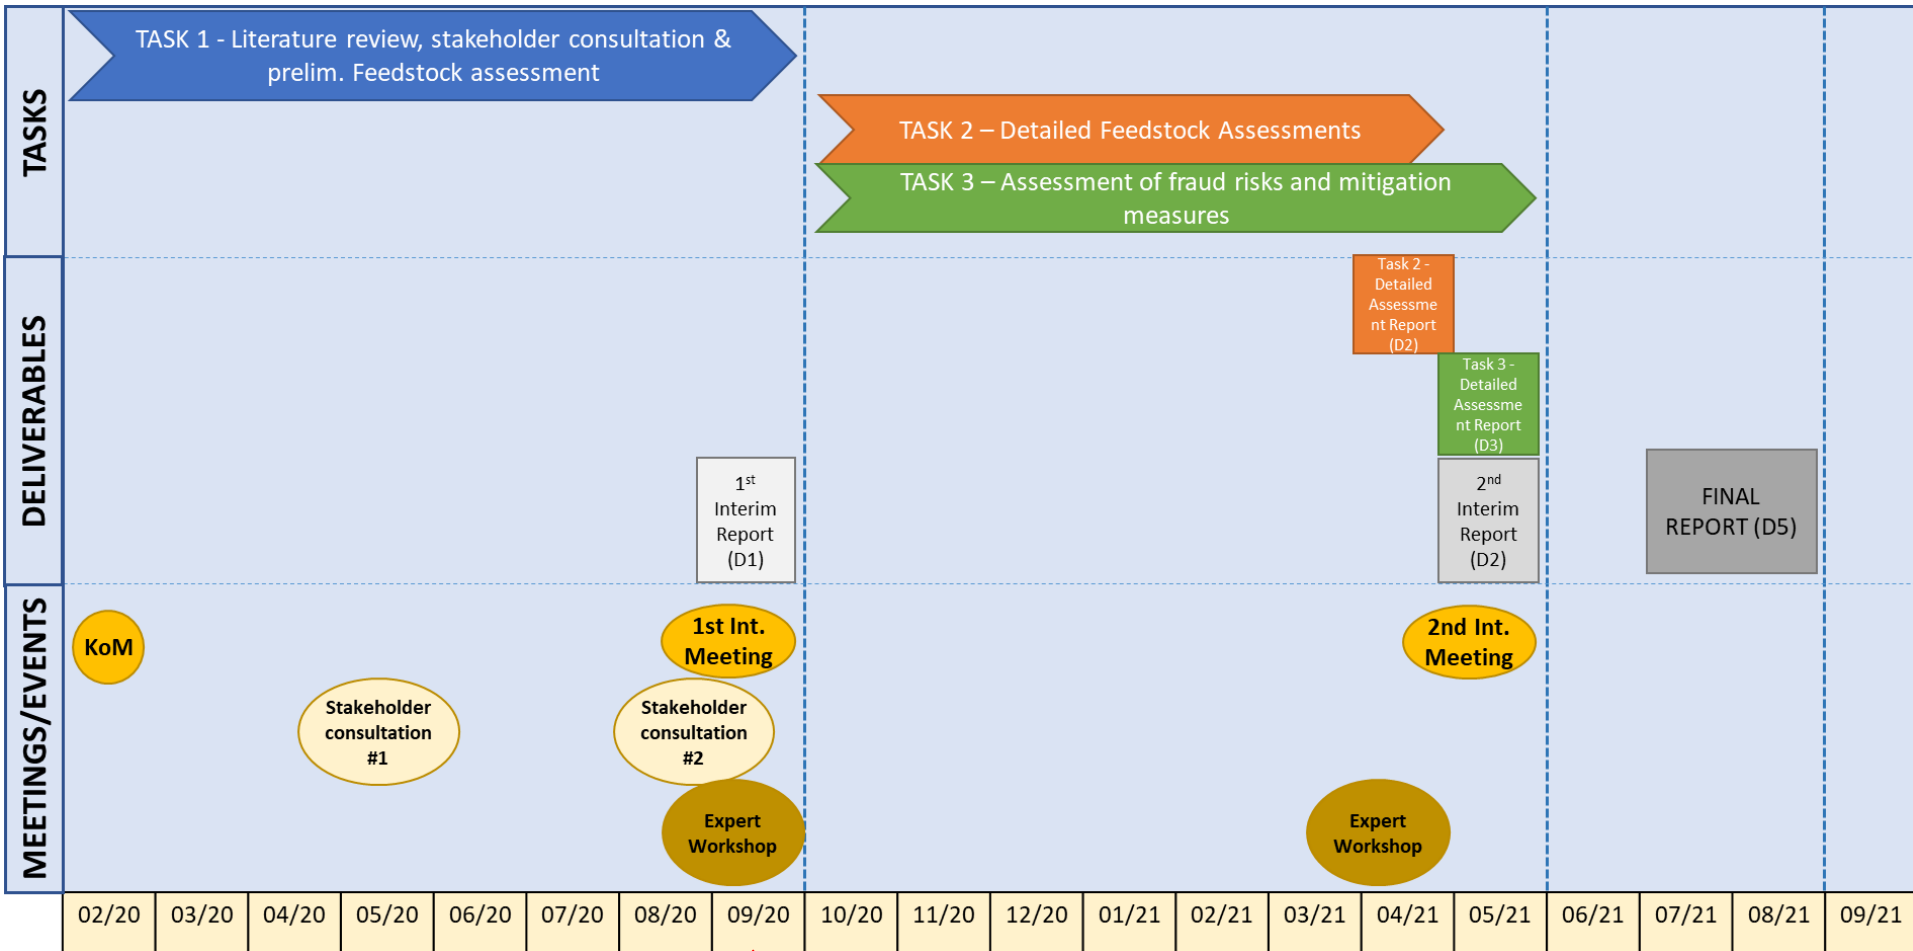 TASKS
TASK 1 - Literature review, stakeholder consultation &
prelim. Feedstock assessment
TASK 2 – Detailed Feedstock Assessments
TASK 3 – Assessment of fraud risks and mitigation
measures
DELIVERABLES
Task 2 -
Detailed
Assessme
nt Report
(D2)
Task 3 -
Detailed
Assessme
nt Report
(D3)
1st
Interim
Report
(D1)
2nd
Interim
Report
(D2)
FINAL
REPORT (D5)
MEETINGS/EVENTS
KoM
1st Int.
Meeting
2nd Int.
Meeting
Stakeholder
consultation
#1
Stakeholder
consultation
#2
Expert
Workshop
Expert
Workshop
02/20 03/20 04/20 05/20 06/20 07/20 08/20 09/20 10/20 11/20 12/20 01/21 02/21 03/21 04/21 05/21 06/21 07/21 08/21 09/21